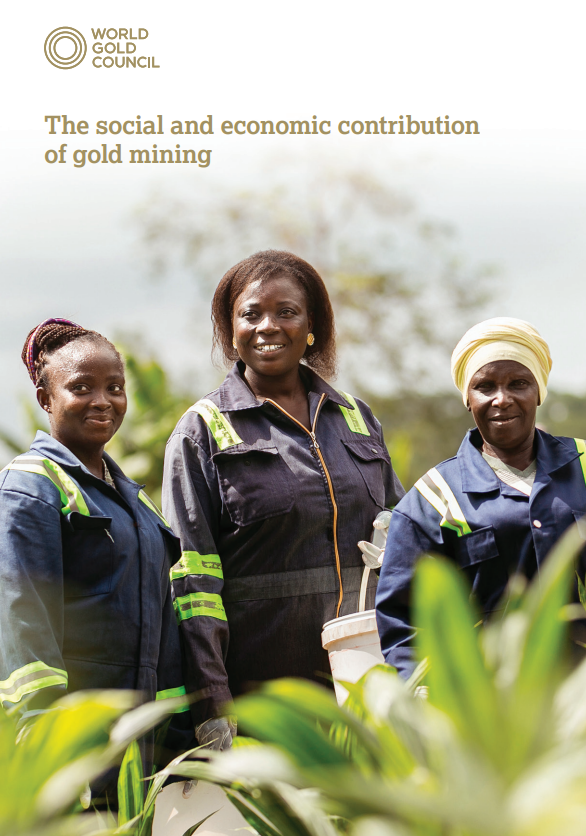 WORLD
GOLD
COUNCIL
The social and economic contribution
of gold mining